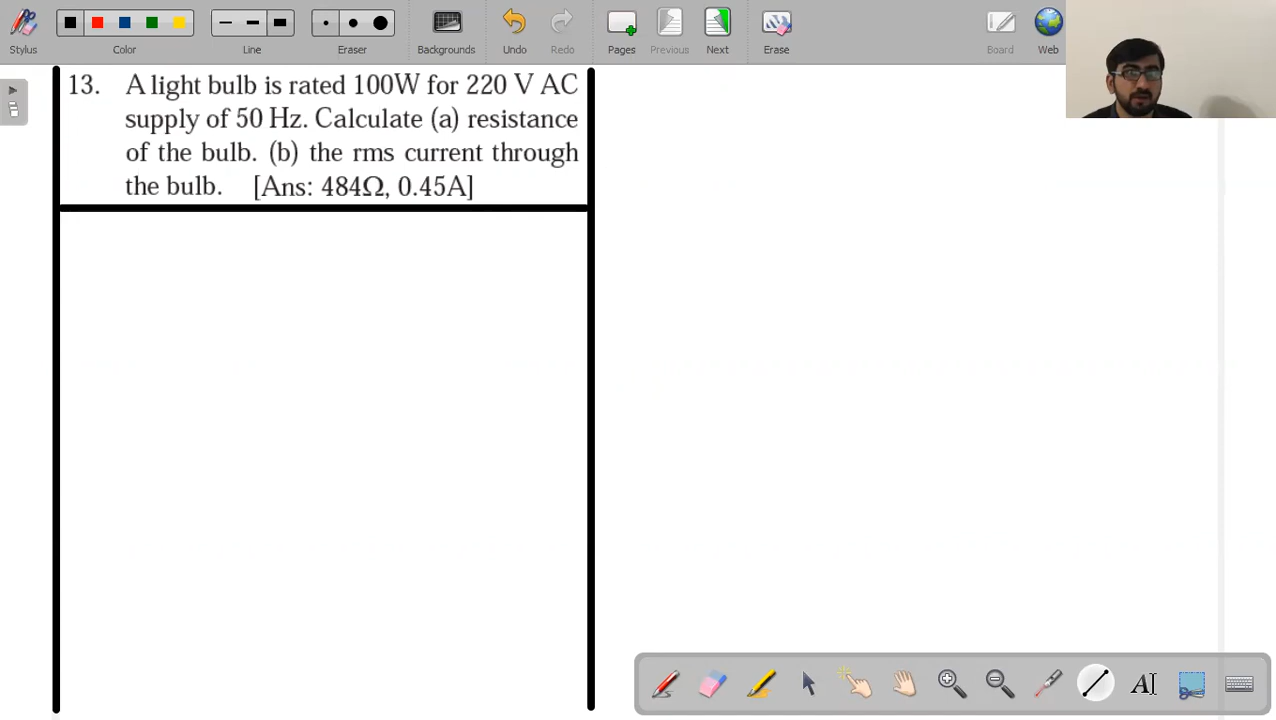 Stylus Color Line Eraser Backgrounds Undo Redo Pages Previous Next Erase Board Web
13. A light bulb is rated 100W for 220 V AC
supply of 50 Hz. Calculate (a) resistance
of the bulb. (b) the rms current through
the bulb. [Ans: 484Ω, 0.45A]